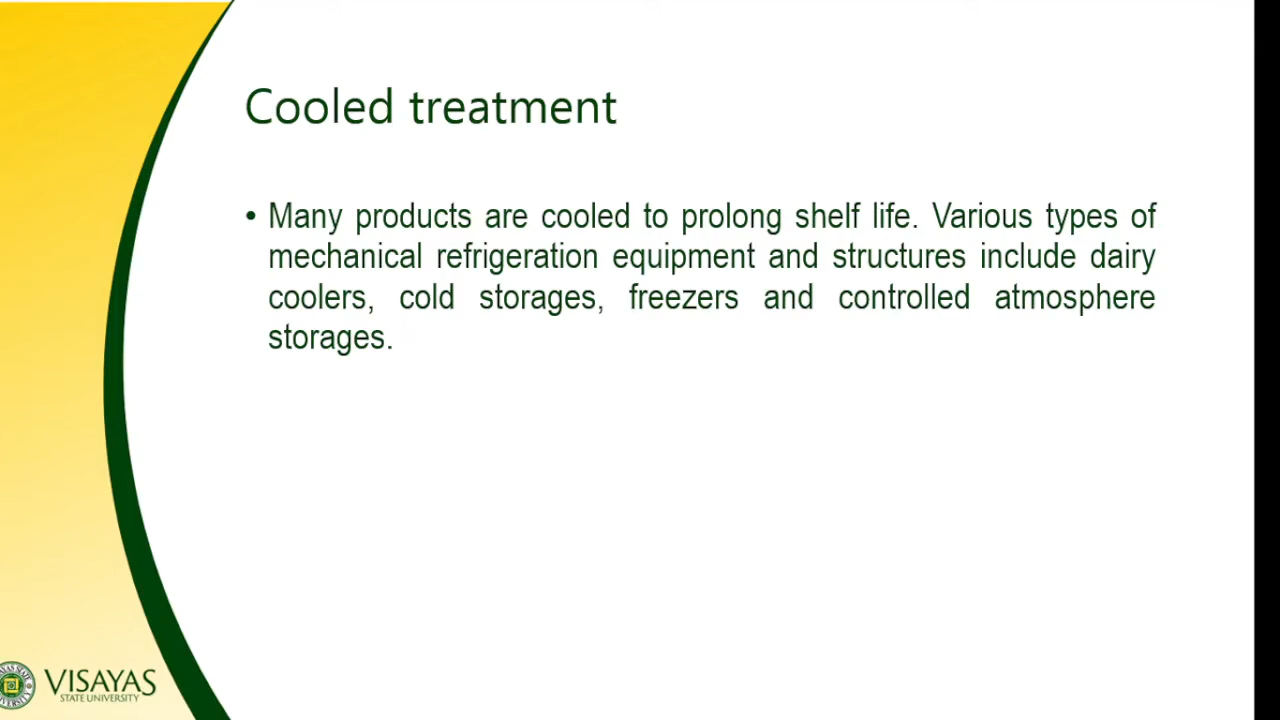 Cooled treatment
• Many products are cooled to prolong shelf life. Various types of
mechanical refrigeration equipment and structures include dairy
coolers, cold storages, freezers and controlled atmosphere
storages.
VISAYAS
STATE UNIVERSITY